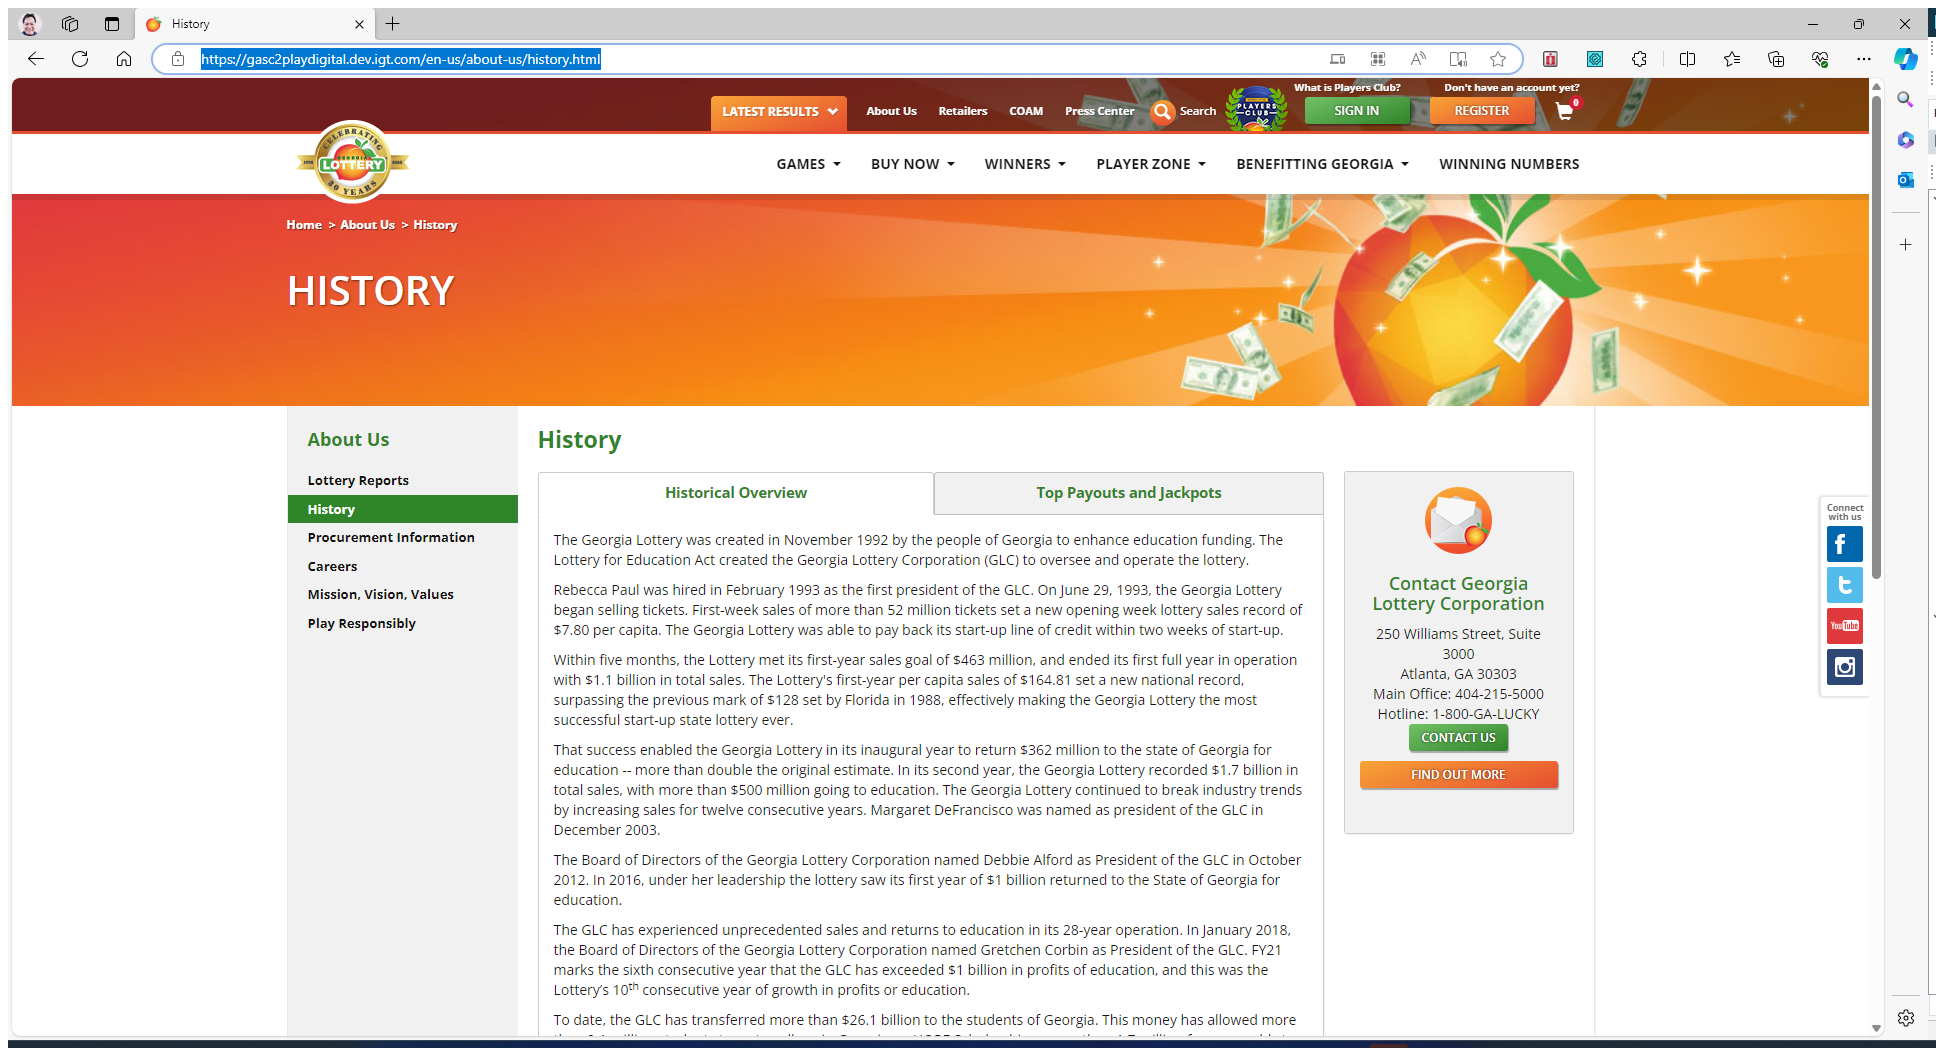 History
https://gasc2playdigital.dev.igt.com/en-us/about-us/history.html
What is Players Club?
Don't have an account yet?
LATEST RESULTS
About Us
Retailers
COAM
Press Center
Search
PLAYERS
CLUB
SIGN IN
REGISTER
0
CELEBRATING
GEORGIA
LOTTERY
30 YEARS
GAMES
BUY NOW
WINNERS
PLAYER ZONE
BENEFITTING GEORGIA
WINNING NUMBERS
Home > About Us > History
HISTORY
About Us
Lottery Reports
History
Procurement Information
Careers
Mission, Vision, Values
Play Responsibly
History
Historical Overview
Top Payouts and Jackpots
The Georgia Lottery was created in November 1992 by the people of Georgia to enhance education funding. The
Lottery for Education Act created the Georgia Lottery Corporation (GLC) to oversee and operate the lottery.
Rebecca Paul was hired in February 1993 as the first president of the GLC. On June 29, 1993, the Georgia Lottery
began selling tickets. First-week sales of more than 52 million tickets set a new opening week lottery sales record of
$7.80 per capita. The Georgia Lottery was able to pay back its start-up line of credit within two weeks of start-up.
Within five months, the Lottery met its first-year sales goal of $463 million, and ended its first full year in operation
with $1.1 billion in total sales. The Lottery's first-year per capita sales of $164.81 set a new national record,
surpassing the previous mark of $128 set by Florida in 1988, effectively making the Georgia Lottery the most
successful start-up state lottery ever.
That success enabled the Georgia Lottery in its inaugural year to return $362 million to the state of Georgia for
education -- more than double the original estimate. In its second year, the Georgia Lottery recorded $1.7 billion in
total sales, with more than $500 million going to education. The Georgia Lottery continued to break industry trends
by increasing sales for twelve consecutive years. Margaret DeFrancisco was named as president of the GLC in
December 2003.
The Board of Directors of the Georgia Lottery Corporation named Debbie Alford as President of the GLC in October
2012. In 2016, under her leadership the lottery saw its first year of $1 billion returned to the State of Georgia for
education.
The GLC has experienced unprecedented sales and returns to education in its 28-year operation. In January 2018,
the Board of Directors of the Georgia Lottery Corporation named Gretchen Corbin as President of the GLC. FY21
marks the sixth consecutive year that the GLC has exceeded $1 billion in profits of education, and this was the
Lottery's 10th consecutive year of growth in profits or education.
To date, the GLC has transferred more than $26.1 billion to the students of Georgia. This money has allowed more
Contact Georgia
Lottery Corporation
250 Williams Street, Suite
3000
Atlanta, GA 30303
Main Office: 404-215-5000
Hotline: 1-800-GA-LUCKY
CONTACT US
FIND OUT MORE
Connect
with us
You Tube